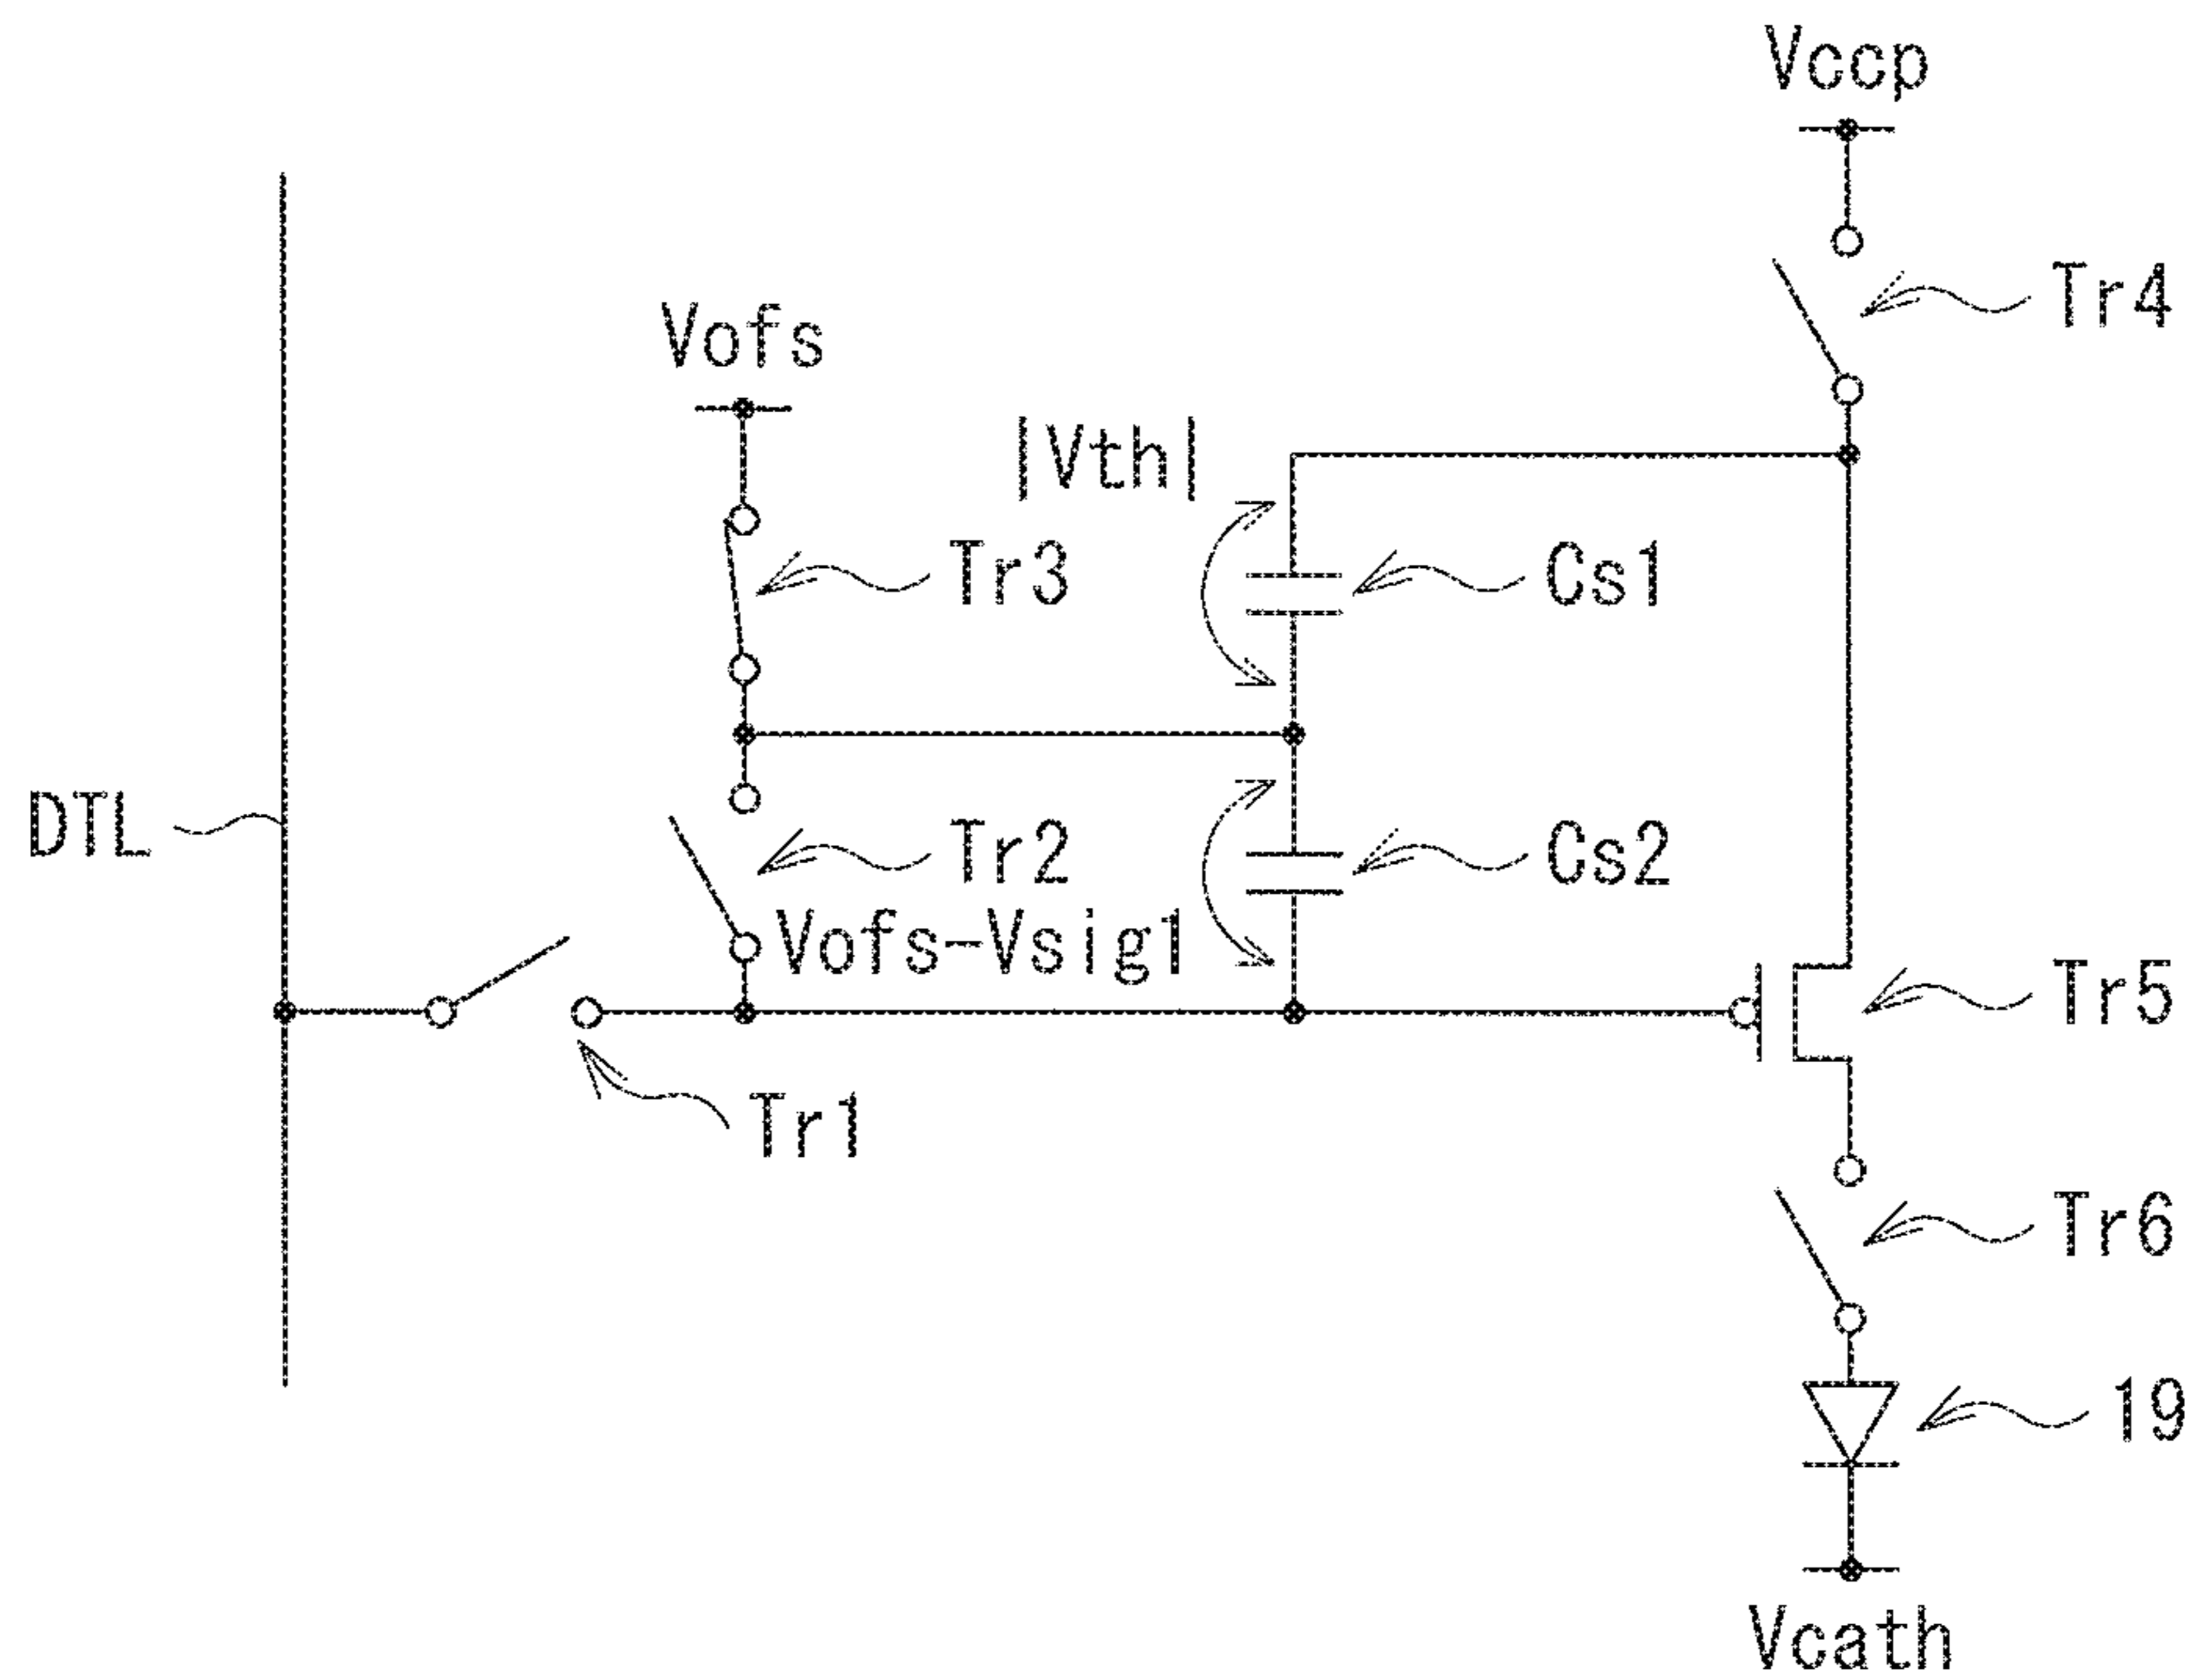 Vccp
Tr4
Vofs
|Vth|
Tr3
Cs1
DTL
Tr2
Cs2
Vofs-Vsig1
Tr5
Tr1
Tr6
19
Vcath